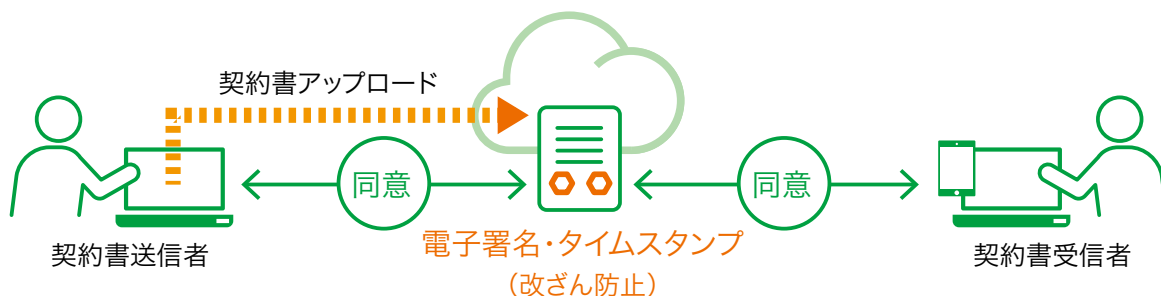 契約書アップロード
同意
同意
電子署名・タイムスタンプ
（改ざん防止）
契約書送信者
契約書受信者